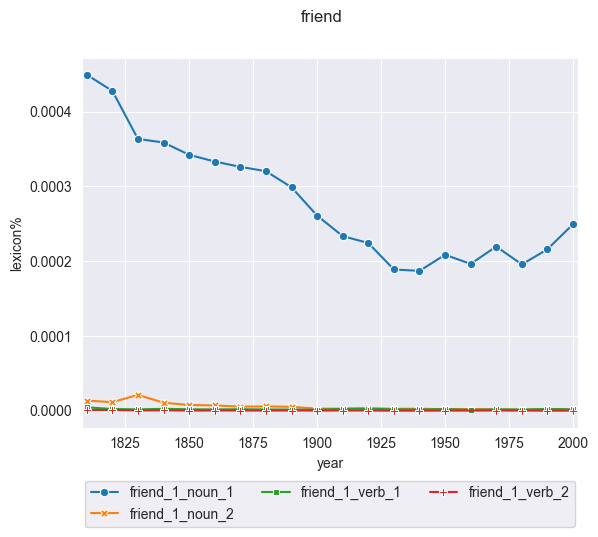 friend
0.0004
0.0003
0.0002
0.0001
0.0000
lexicon%
1825 1850 1875 1900 1925 1950 1975 2000
year
friend_1_noun_1 friend_1_verb_1 friend_1_verb_2
friend_1_noun_2